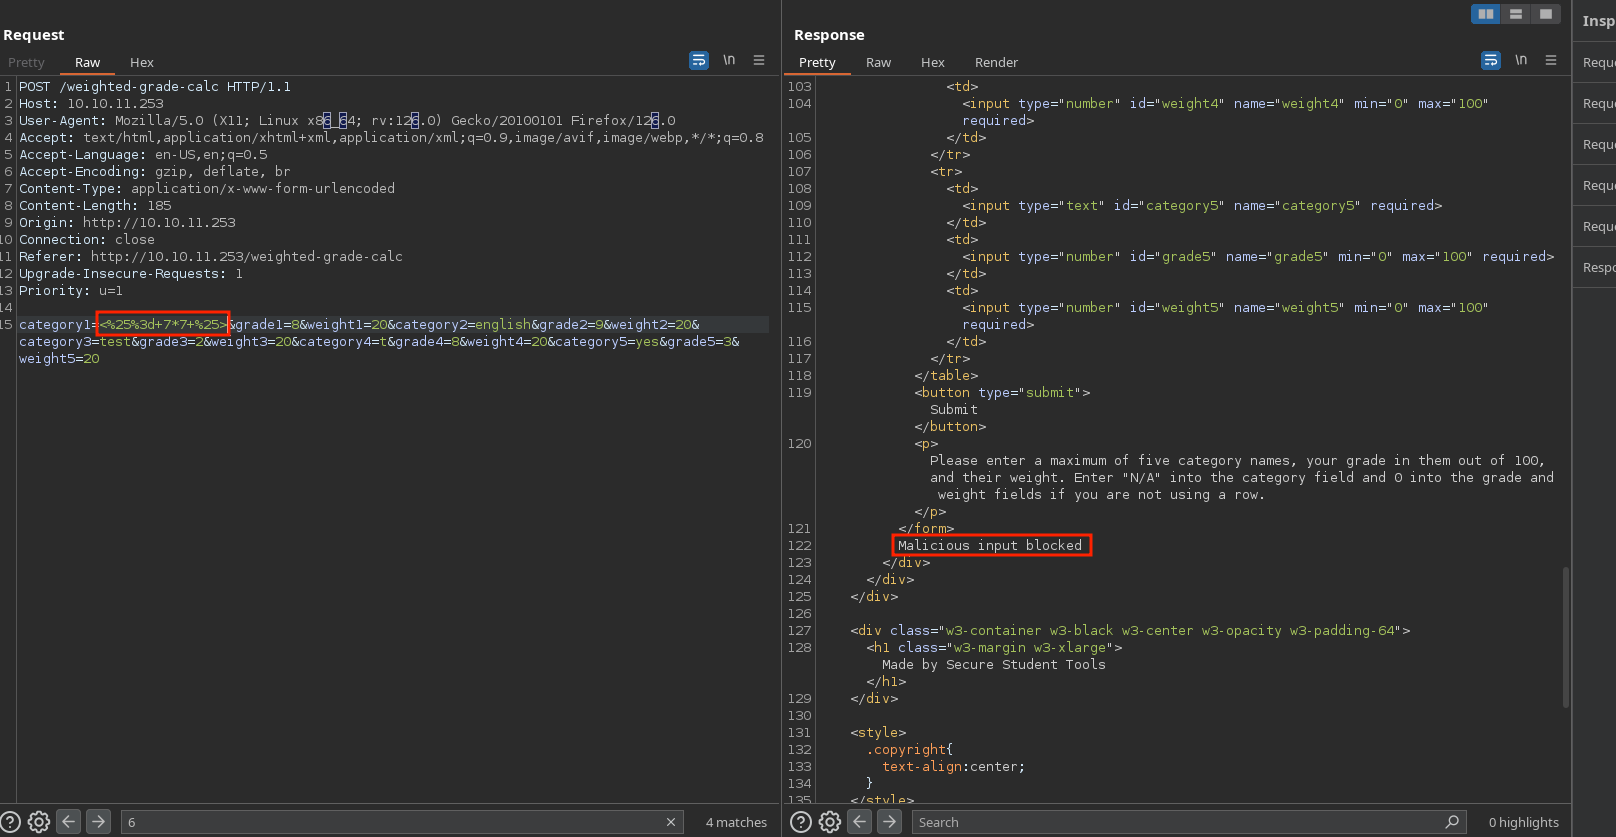 Request
Pretty Raw Hex
\n
1 POST /weighted-grade-calc HTTP/1.1
2 Host: 10.10.11.253
3 User-Agent: Mozilla/5.0 (X11; Linux x86_64; rv:126.0) Gecko/20100101 Firefox/126.0
4 Accept: text/html,application/xhtml+xml,application/xml;q=0.9,image/avif,image/webp,*/*;q=0.8
5 Accept-Language: en-US,en;q=0.5
6 Accept-Encoding: gzip, deflate, br
7 Content-Type: application/x-www-form-urlencoded
8 Content-Length: 185
9 Origin: http://10.10.11.253
10 Connection: close
11 Referer: http://10.10.11.253/weighted-grade-calc
12 Upgrade-Insecure-Requests: 1
13 Priority: u=1
14
15 category1=<%25%3d+7*7+%25>&grade1=8&weight1=20&category2=english&grade2=9&weight2=20&
category3=test&grade3=2&weight3=20&category4=t&grade4=8&weight4=20&category5=yes&grade5=3&
weight5=20
6
4 matches
Response
Pretty Raw Hex Render
\n
103 <td>
104 <input type="number" id="weight4" name="weight4" min="0" max="100"
required>
105 </td>
106 </tr>
107 <tr>
108 <td>
109 <input type="text" id="category5" name="category5" required>
110 </td>
111 <td>
112 <input type="number" id="grade5" name="grade5" min="0" max="100" required>
113 </td>
114 <td>
115 <input type="number" id="weight5" name="weight5" min="0" max="100"
required>
116 </td>
117 </tr>
118 </table>
119 <button type="submit">
Submit
</button>
120 <p>
Please enter a maximum of five category names, your grade in them out of 100,
and their weight. Enter "N/A" into the category field and 0 into the grade and
weight fields if you are not using a row.
</p>
121 </form>
122 Malicious input blocked
123 </div>
124 </div>
125 </div>
126
127 <div class="w3-container w3-black w3-center w3-opacity w3-padding-64">
128 <h1 class="w3-margin w3-xlarge">
Made by Secure Student Tools
</h1>
129 </div>
130
131 <style>
132 .copyright{
133 text-align:center;
134 }
135 </style>
Search
0 highlights
Insp
Requ
Requ
Requ
Requ
Requ
Respo